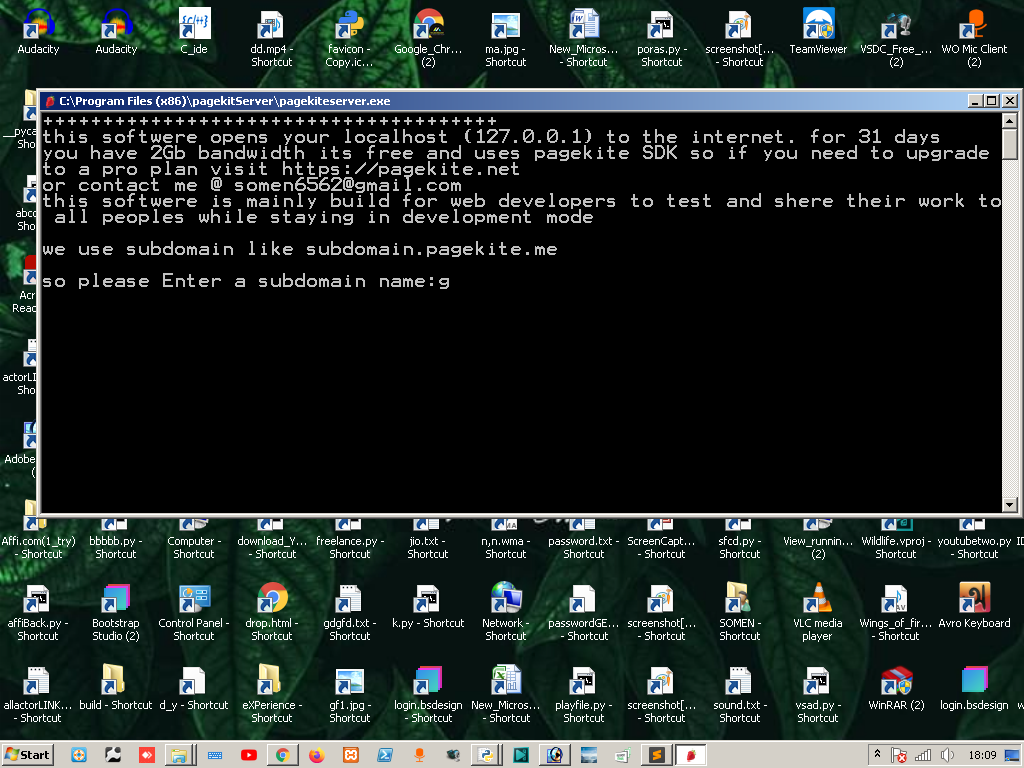 Audacity
Audacity
C_ide
dd.mp4 -
Shortcut
favicon -
Copy.ic...
Google_Chr...
(2)
ma.jpg -
Shortcut
New_Micros...
- Shortcut
poras.py -
Shortcut
screenshot[...
- Shortcut
TeamViewer
VSDC_Free_...
(2)
WO Mic Client
(2)
C:\Program Files (x86)\pagekitServer\pagekiteserver.exe
++++++++++++++++++++++++++++++++++++++
this softwere opens your localhost (127.0.0.1) to the internet. for 31 days
you have 2Gb bandwidth its free and uses pagekite SDK so if you need to upgrade
to a pro plan visit https://pagekite.net
or contact me @ somen6562@gmail.com
this softwere is mainly build for web developers to test and shere their work to
all peoples while staying in development mode
we use subdomain like subdomain.pagekite.me
so please Enter a subdomain name:g
__pyca
Sho
abc
Sho
Acr
Reac
actorLI
Sho
Adobe
(
Affi.com(1_try)
- Shortcut
bbbbb.py -
Shortcut
Computer -
Shortcut
download_Y...
- Shortcut
freelance.py -
Shortcut
jio.txt -
Shortcut
n,n.wma -
Shortcut
password.txt -
Shortcut
ScreenCapt...
- Shortcut
sfcd.py -
Shortcut
View_runnin...
(2)
Wildlife.vproj -
Shortcut
youtubetwo.py
- Shortcut
affiBack.py -
Shortcut
Bootstrap
Studio (2)
Control Panel -
Shortcut
drop.html -
Shortcut
gdgfd.txt -
Shortcut
k.py - Shortcut
Network -
Shortcut
passwordGE...
- Shortcut
screenshot[...
- Shortcut
SOMEN -
Shortcut
VLC media
player
Wings_of_fir...
- Shortcut
Avro Keyboard
allactorLINK...
- Shortcut
build - Shortcut
d_y - Shortcut
eXPerience -
Shortcut
gf1.jpg -
Shortcut
login.bsdesign
- Shortcut
New_Micros...
- Shortcut
playfile.py -
Shortcut
screenshot[...
- Shortcut
sound.txt -
Shortcut
vsad.py -
Shortcut
WinRAR (2)
login.bsdesign
Start
18:09